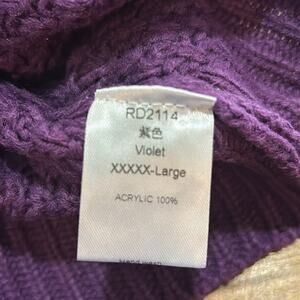 RD2114
紫色
Violet
XXXXX-Large
ACRYLIC 100%